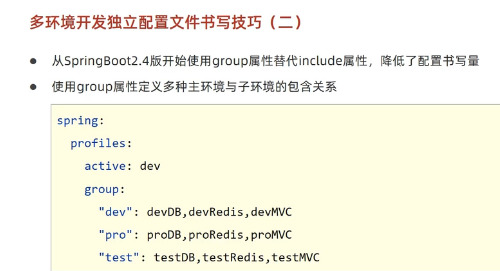 多环境开发独立配置文件书写技巧（二）
● 从SpringBoot2.4版开始使用group属性替代include属性，降低了配置书写量
● 使用group属性定义多种主环境与子环境的包含关系
spring:
  profiles:
    active: dev
    group:
      "dev": devDB,devRedis,devMVC
      "pro": proDB,proRedis,proMVC
      "test": testDB,testRedis,testMVC